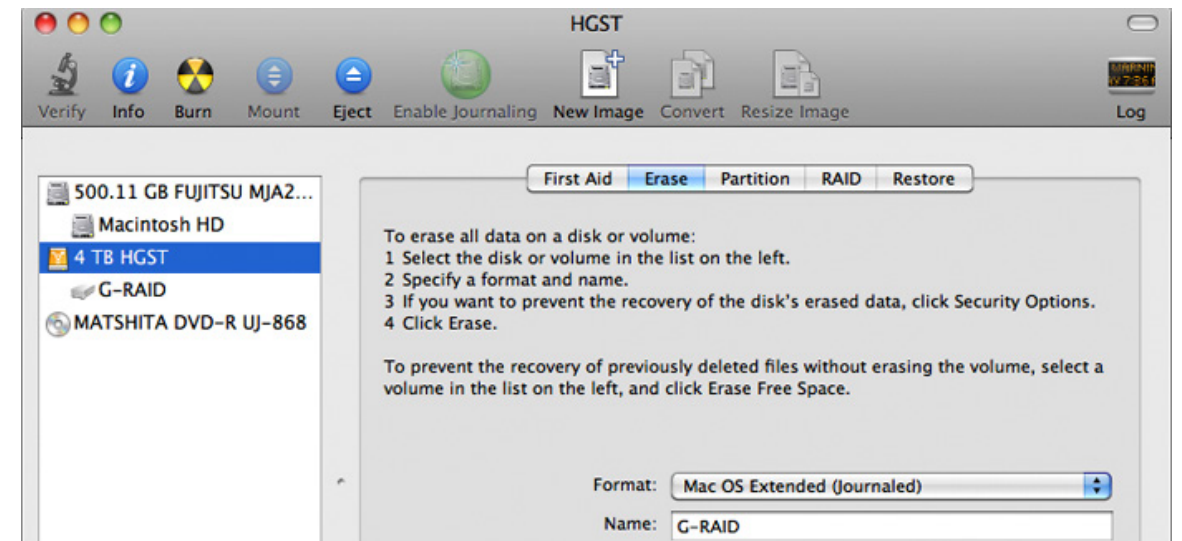 HGST
Verify Info Burn Mount Eject Enable Journaling New Image Convert Resize Image Log
First Aid Erase Partition RAID Restore
500.11 GB FUJITSU MJA2...
Macintosh HD
4 TB HGST
G-RAID
MATSHITA DVD-R UJ-868
To erase all data on a disk or volume:
1 Select the disk or volume in the list on the left.
2 Specify a format and name.
3 If you want to prevent the recovery of the disk's erased data, click Security Options.
4 Click Erase.
To prevent the recovery of previously deleted files without erasing the volume, select a
volume in the list on the left, and click Erase Free Space.
Format: Mac OS Extended (Journaled)
Name: G-RAID